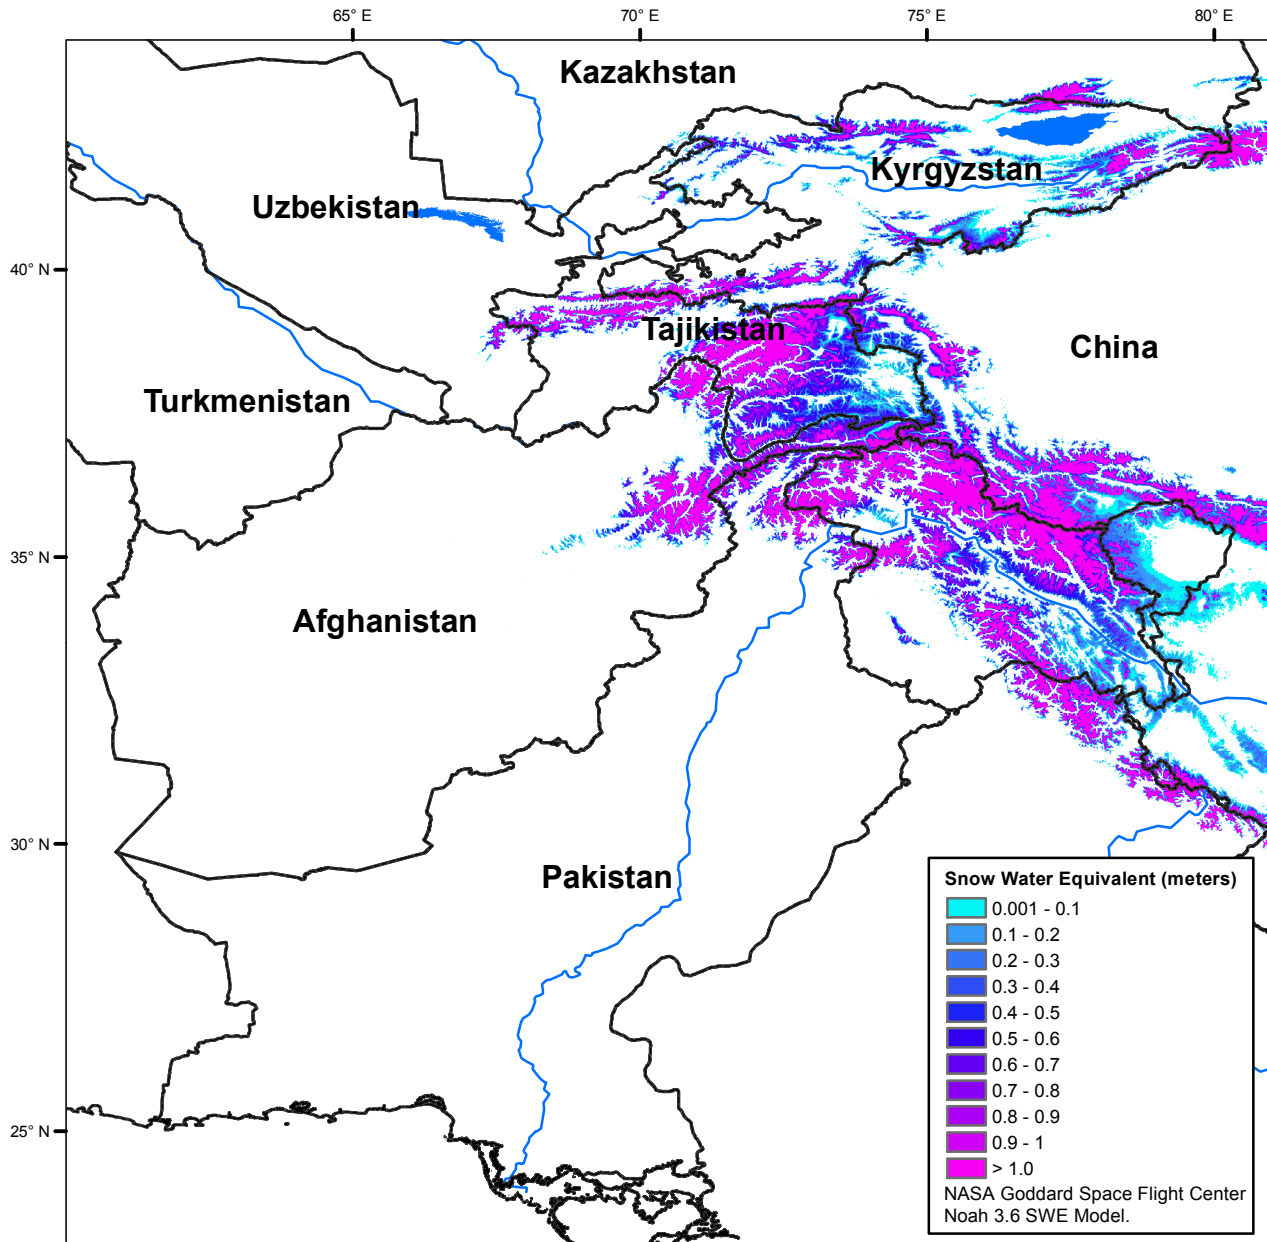 65° E
70° E
75° E
80° E
Kazakhstan
Kyrgyzstan
Uzbekistan
40° N
Tajikistan
China
Turkmenistan
35° N
Afghanistan
30° N
Pakistan
25° N
Snow Water Equivalent (meters)
0.001 - 0.1
0.1 - 0.2
0.2 - 0.3
0.3 - 0.4
0.4 - 0.5
0.5 - 0.6
0.6 - 0.7
0.7 - 0.8
0.8 - 0.9
0.9 - 1
> 1.0
NASA Goddard Space Flight Center
Noah 3.6 SWE Model.